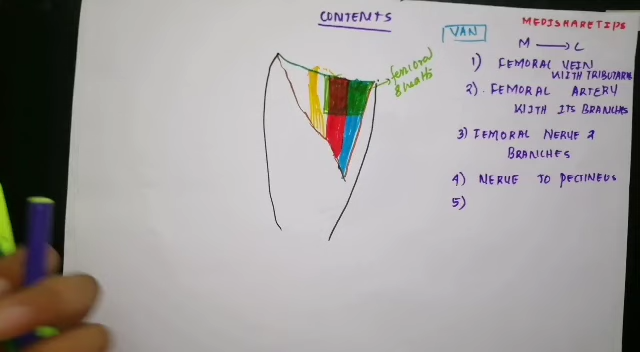 CONTENTS
MEDISHARETIPS
VAN
M → L
1) FEMORAL VEIN
WITH TRIBUTARIES
2) FEMORAL ARTERY
WITH ITS BRANCHES
3) FEMORAL NERVE &
BRANCHES
4) NERVE TO PECTINEUS
5)
femoral
sheath